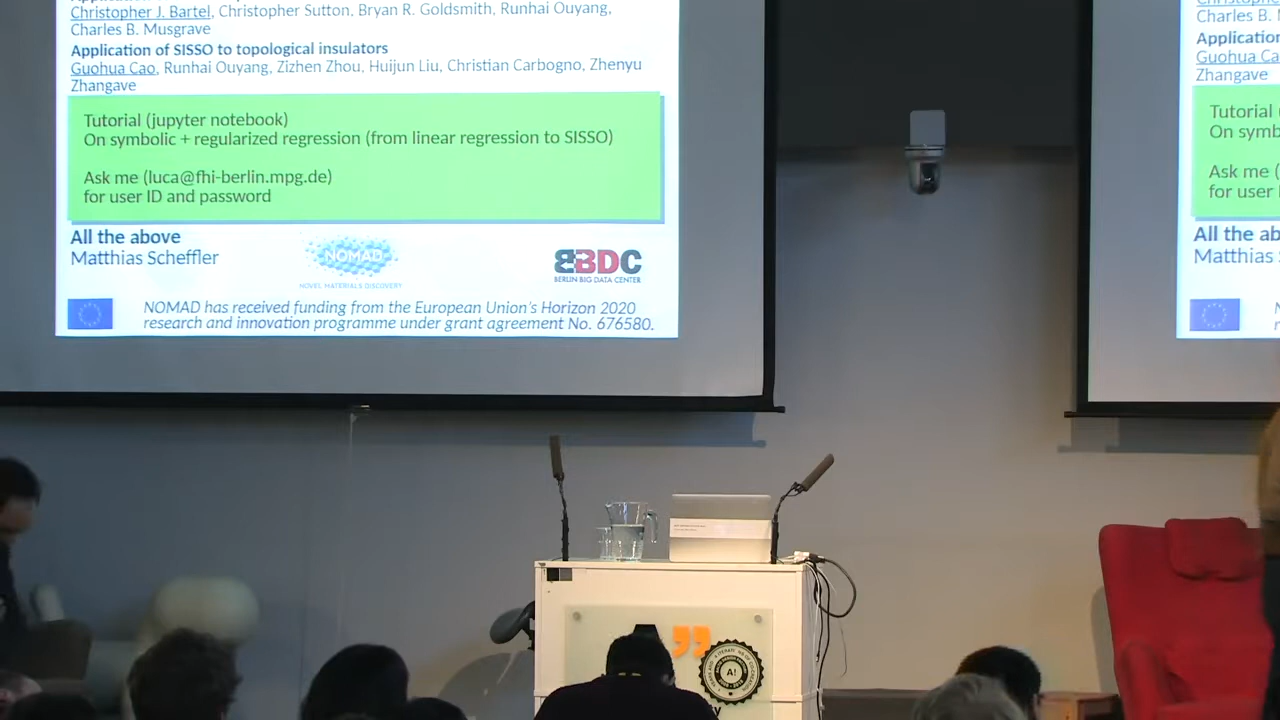 Christopher J. Bartel, Christopher Sutton, Bryan R. Goldsmith, Runhai Ouyang,
Charles B. Musgrave
Application of SISSO to topological insulators
Guohua Cao, Runhai Ouyang, Zizhen Zhou, Huijun Liu, Christian Carbogno, Zhenyu
Zhangave
Tutorial (jupyter notebook)
On symbolic + regularized regression (from linear regression to SISSO)
Ask me (luca@fhi-berlin.mpg.de)
for user ID and password
All the above
Matthias Scheffler
NOMAD
NOVEL MATERIALS DISCOVERY
BBDC
BERLIN BIG DATA CENTER
NOMAD has received funding from the European Union's Horizon 2020
research and innovation programme under grant agreement No. 676580.
Charles B.
Application
Guohua Ca
Zhangave
Tutorial
On symb
Ask me (
for user
All the ab
Matthias
A!